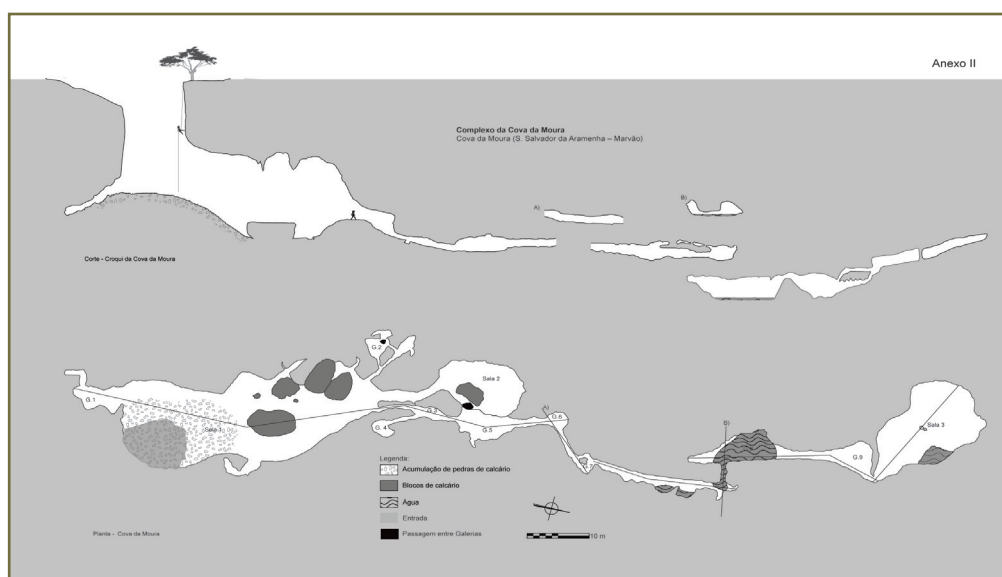 Anexo II
Complexo da Cova da Moura
Cova da Moura (S. Salvador da Aramenha – Marvão)
A)
B)
Corte - Croqui da Cova da Moura
G.1
Sala 1
G.2
G.3
G. 4
Sala 2
G.5
A)
G.6
B)
G.9
Sala 3
Legenda:
Acumulação de pedras de calcário
Blocos de calcário
Água
Entrada
Passagem entre Galerias
10 m
Planta - Cova da Moura